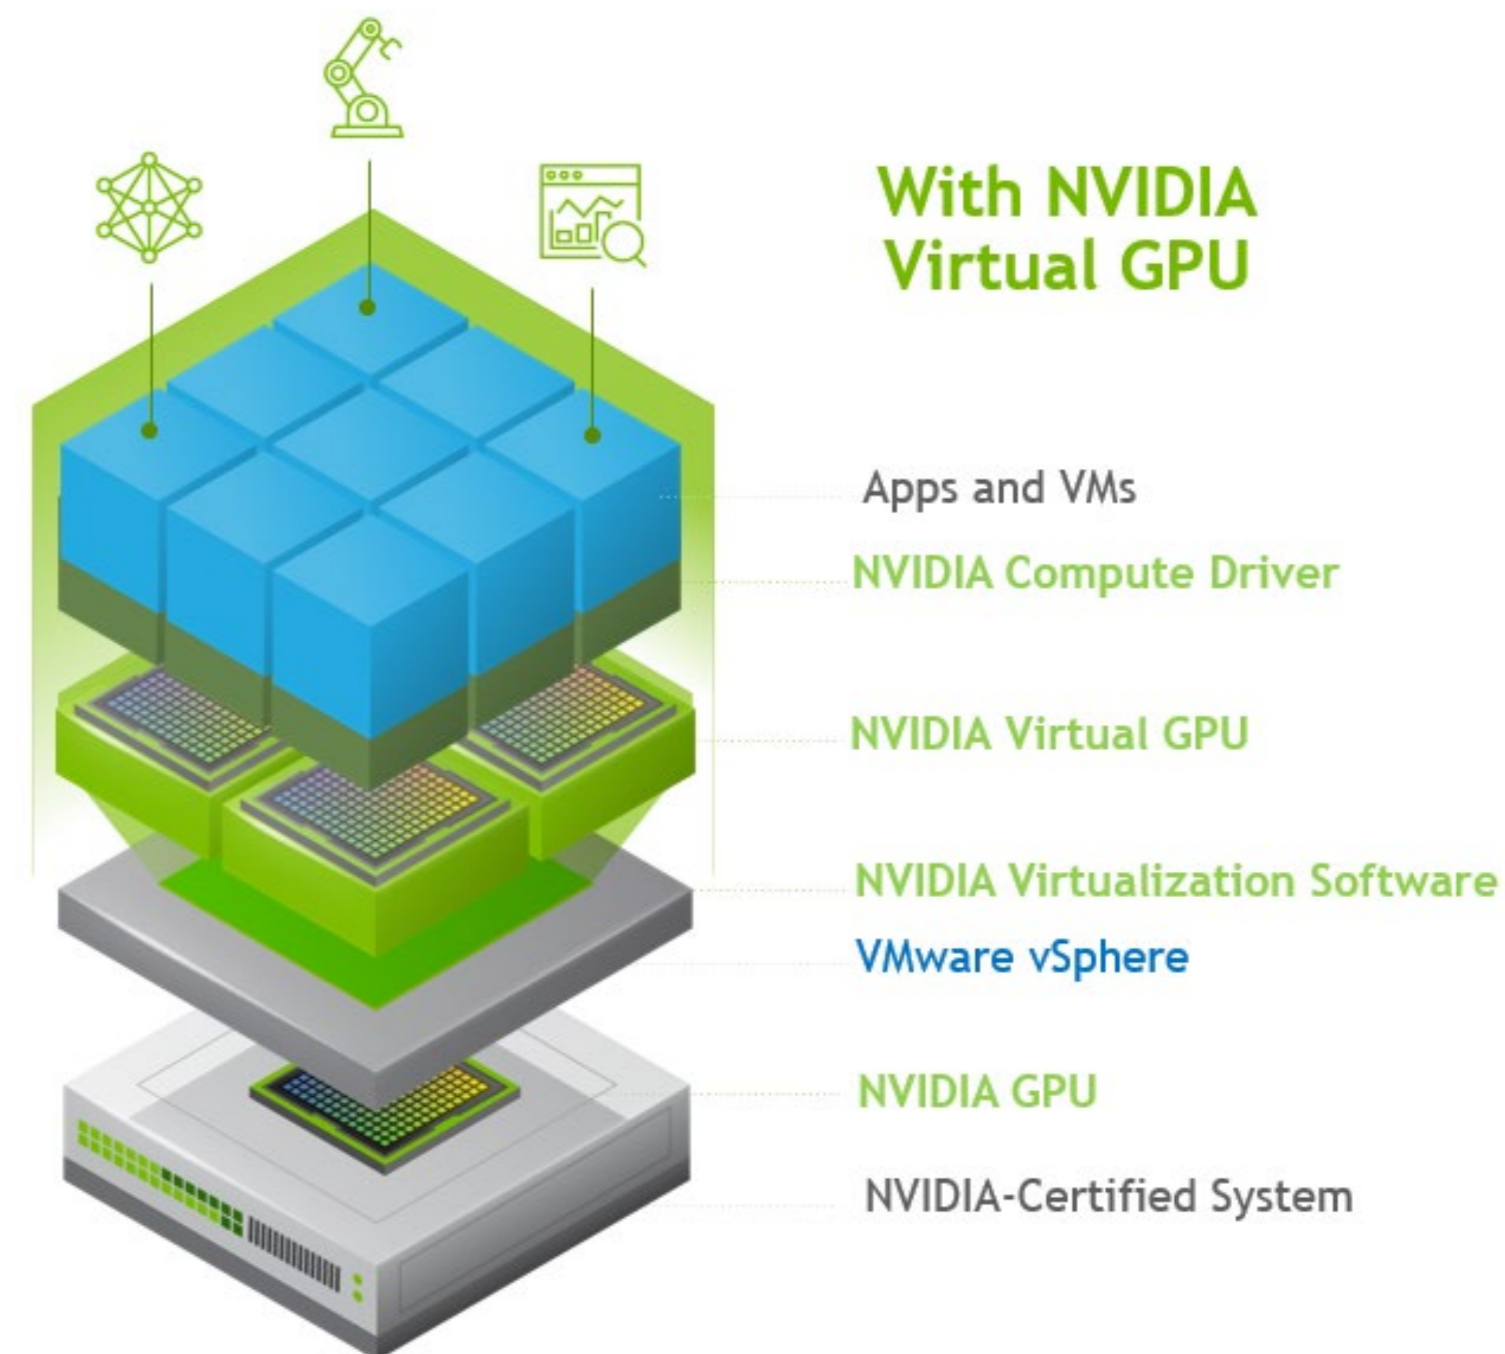 With NVIDIA
Virtual GPU
Apps and VMs
NVIDIA Compute Driver
NVIDIA Virtual GPU
NVIDIA Virtualization Software
VMware vSphere
NVIDIA GPU
NVIDIA-Certified System